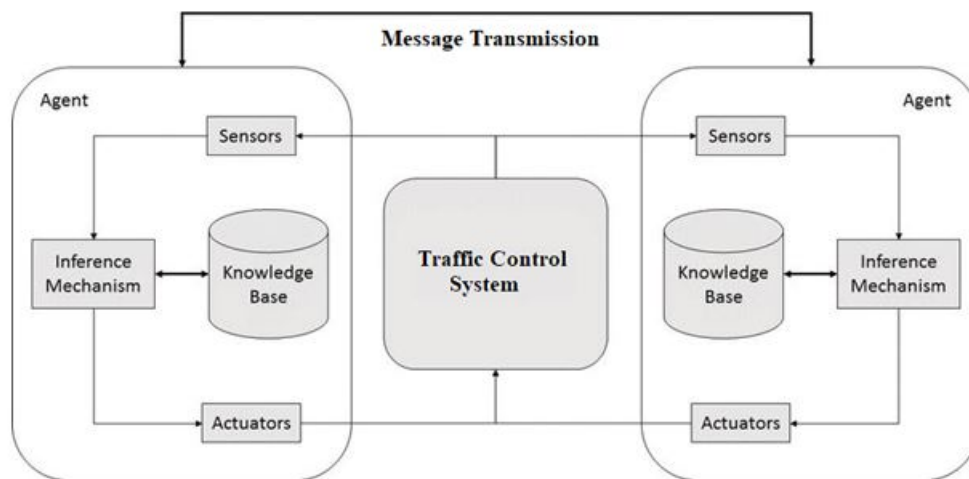 Message Transmission
Agent
Agent
Sensors
Sensors
Inference
Mechanism
Knowledge
Base
Traffic Control
System
Knowledge
Base
Inference
Mechanism
Actuators
Actuators